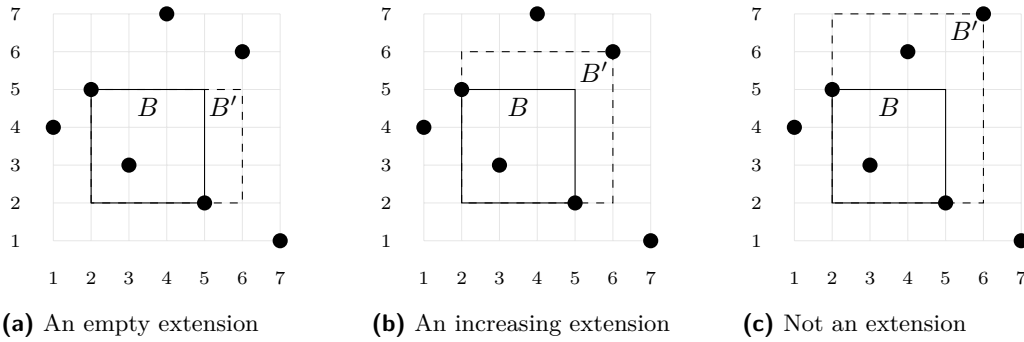 7 7 7
6 6 6
5 5 5
4 4 4
3 3 3
2 2 2
1 1 1
B B′
B B′
B B′
1 2 3 4 5 6 7 1 2 3 4 5 6 7 1 2 3 4 5 6 7
(a) An empty extension (b) An increasing extension (c) Not an extension